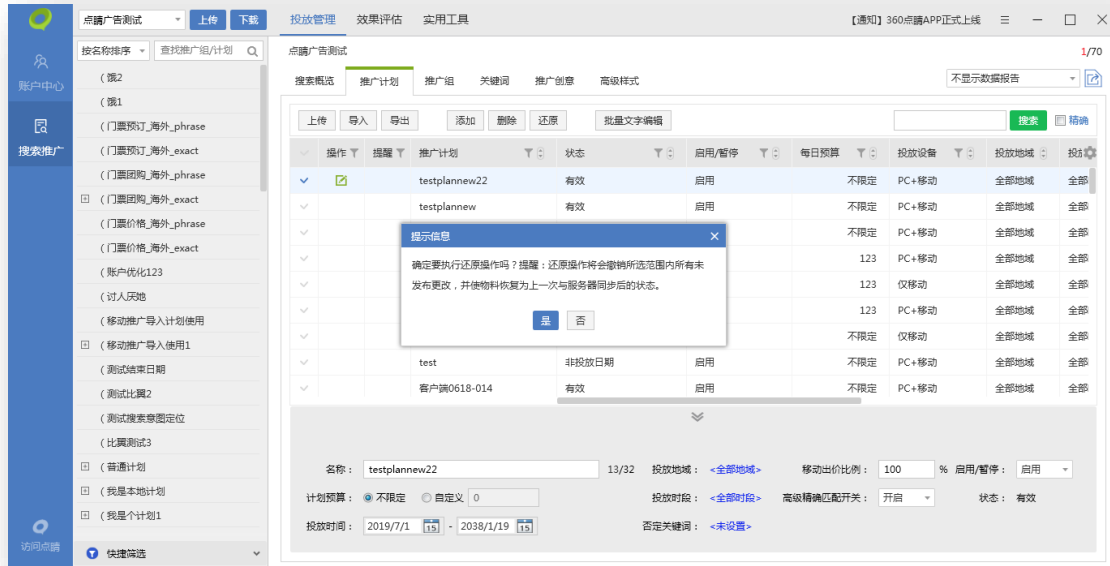 点睛广告测试 上传 下载 投放管理 效果评估 实用工具 【通知】360点睛APP正式上线
账户中心
搜索推广
访问点睛
按名称排序 查找推广组/计划
( 饿2
( 饿1
( 门票预订_海外_phrase
( 门票预订_海外_exact
( 门票团购_海外_phrase
( 门票团购_海外_exact
( 门票价格_海外_phrase
( 门票价格_海外_exact
( 账户优化123
( 讨人厌她
( 移动推广导入计划使用
( 移动推广导入使用1
( 测试结束日期
( 测试比翼2
( 测试搜索意图定位
( 比翼测试3
( 普通计划
( 我是本地计划
( 我是个计划1
快捷筛选
点睛广告测试 1/70
搜索概览 推广计划 推广组 关键词 推广创意 高级样式 不显示数据报告
上传 导入 导出 添加 删除 还原 批量文字编辑 搜索 精确
操作 提醒 推广计划 状态 启用/暂停 每日预算 投放设备 投放地域
testplannew22 有效 启用 不限定 PC+移动 全部地域 全部
testplannew 有效 启用 不限定 PC+移动 全部地域 全部
不限定 PC+移动 全部地域 全部
123 PC+移动 全部地域 全部
123 仅移动 全部地域 全部
123 PC+移动 全部地域 全部
不限定 仅移动 全部地域 全部
test 非投放日期 启用 不限定 PC+移动 全部地域 全部
客户端0618-014 有效 启用 不限定 PC+移动 全部地域 全部
提示信息
确定要执行还原操作吗？提醒：还原操作将会撤销所选范围内所有未
发布更改，并使物料恢复为上一次与服务器同步后的状态。
是 否
名称： testplannew22 13/32 投放地域： <全部地域> 移动出价比例： 100 % 启用/暂停： 启用
计划预算： 不限定 自定义 0 投放时段： <全部时段> 高级精确匹配开关： 开启 状态： 有效
投放时间： 2019/7/1 15 - 2038/1/19 15 否定关键词： <未设置>